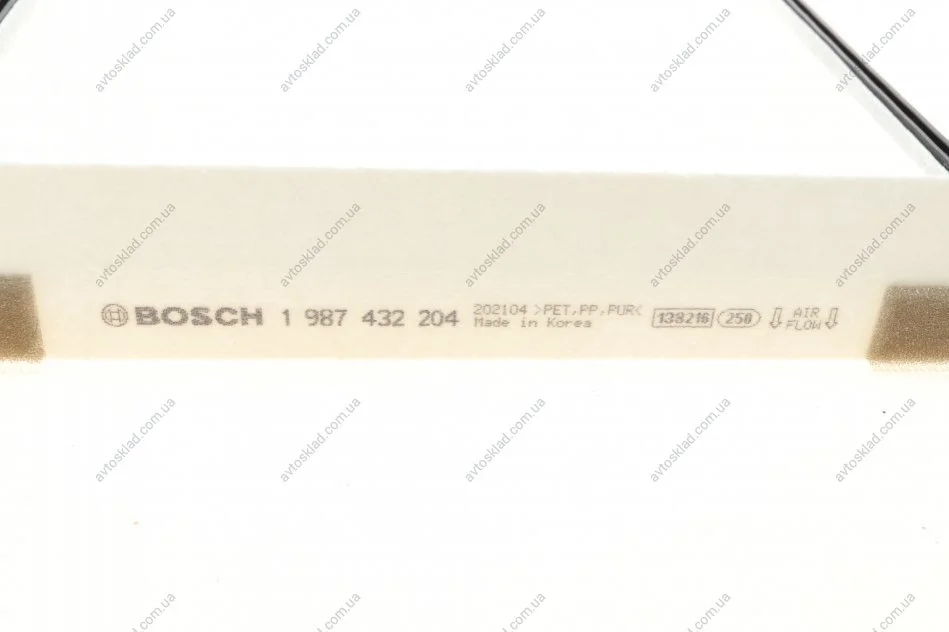 BOSCH 1 987 432 204
202104 >PET,PP,PUR<
Made in Korea
138216 250
AIR
FLOW
avtosklad.com.ua